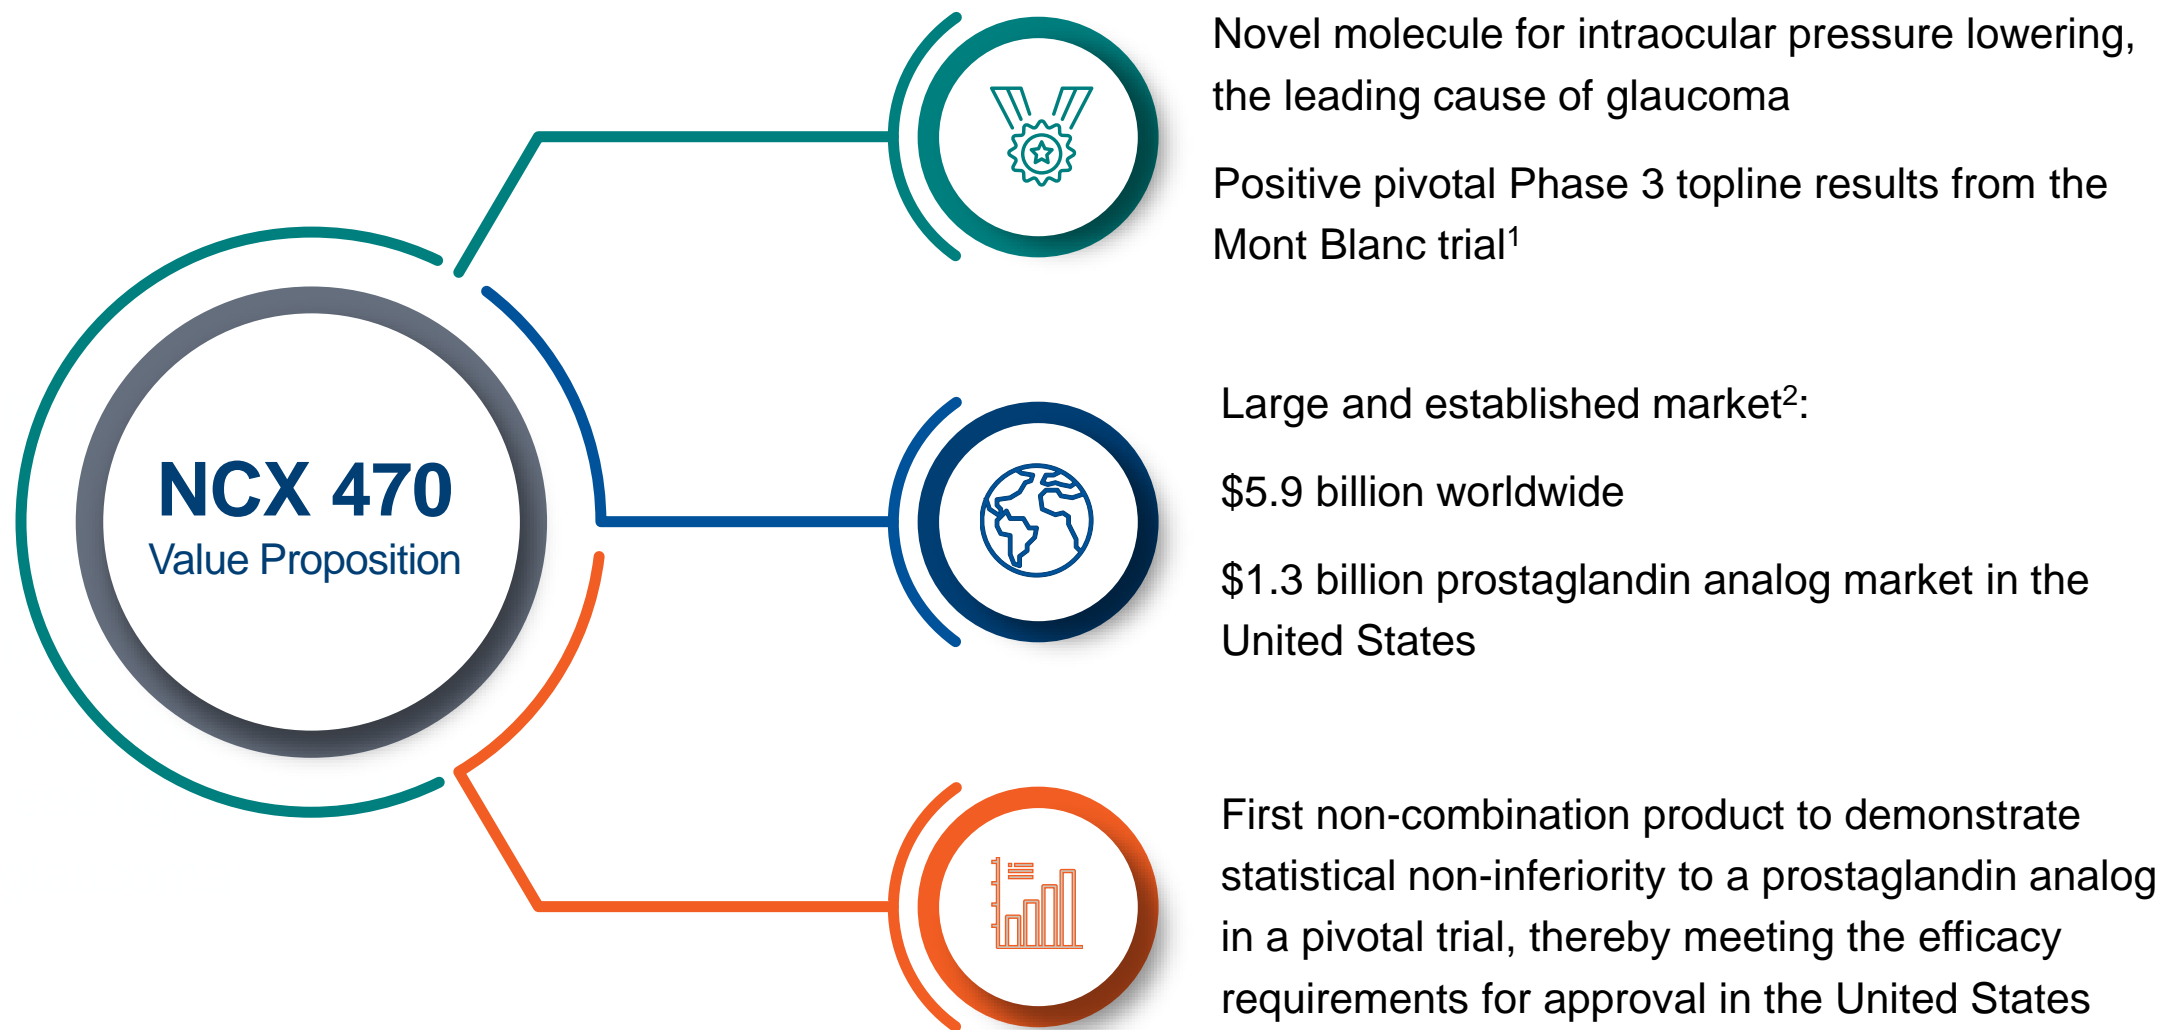 Novel molecule for intraocular pressure lowering,
the leading cause of glaucoma
Positive pivotal Phase 3 topline results from the
Mont Blanc trial¹
NCX 470
Value Proposition
Large and established market²:
$5.9 billion worldwide
$1.3 billion prostaglandin analog market in the
United States
First non-combination product to demonstrate
statistical non-inferiority to a prostaglandin analog
in a pivotal trial, thereby meeting the efficacy
requirements for approval in the United States